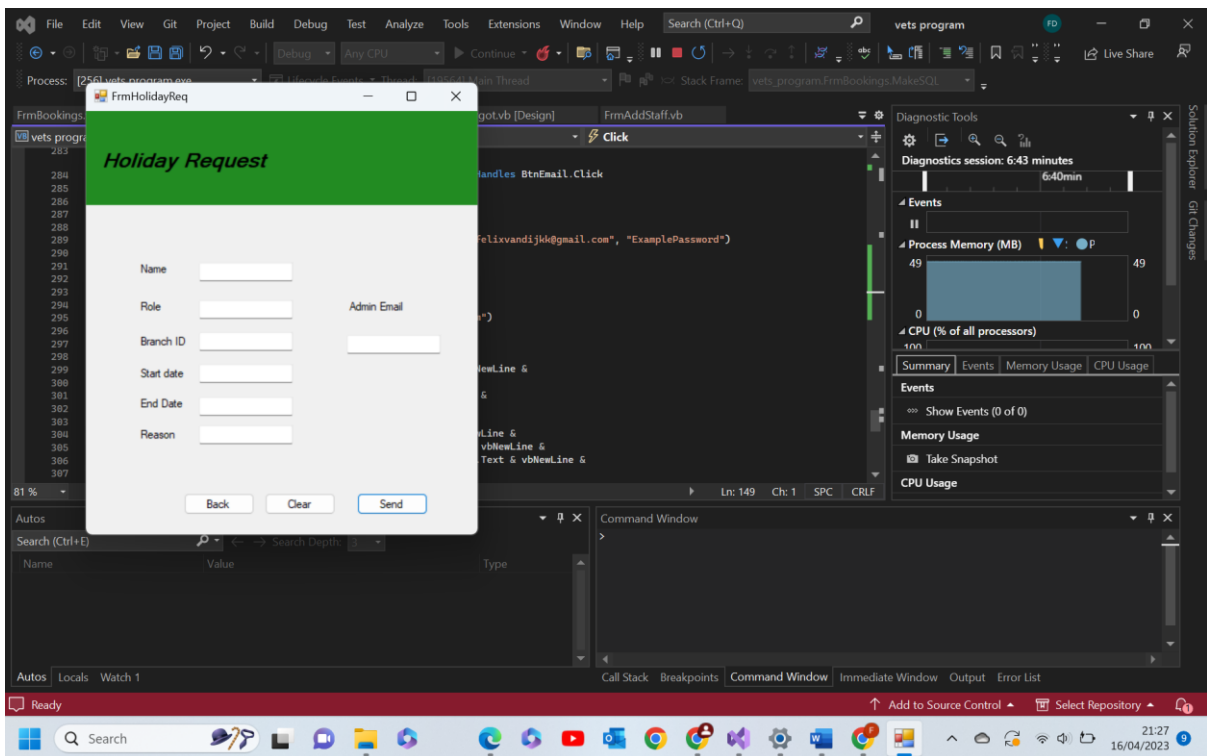 File Edit View Git Project Build Debug Test Analyze Tools Extensions Window Help Search (Ctrl+Q) vets program FD
Debug Any CPU Continue Live Share
Process: [256] vets program.exe Lifecycle Events Thread: [18564] Main Thread Stack Frame: vets_program.FrmBookings.MakeSQL
FrmHolidayReq
FrmBookings. got.vb [Design] FrmAddStaff.vb
vets progra Click
Holiday Request
283
284 Handles BtnEmail.Click
285
286
287
288
289 Felixvandijkk@gmail.com", "ExamplePassword")
290
291
292
293
294
295 ")
296
297
298
299 NewLine &
300
301 &
302
303
304 wLine &
305 vbNewLine &
306 .Text & vbNewLine &
307
Name
Role Admin Email
Branch ID
Start date
End Date
Reason
Back Clear Send
81 % Ln: 149 Ch: 1 SPC CRLF
Diagnostic Tools
Diagnostics session: 6:43 minutes
6:40min
Events
Process Memory (MB) P
49 49
0 0
CPU (% of all processors)
100 100
Summary Events Memory Usage CPU Usage
Events
Show Events (0 of 0)
Memory Usage
Take Snapshot
CPU Usage
Solution Explorer
Git Changes
Autos
Search (Ctrl+E) Search Depth: 3
Name Value Type
Command Window
>
Autos Locals Watch 1
Call Stack Breakpoints Command Window Immediate Window Output Error List
Ready Add to Source Control Select Repository
Search
21:27
16/04/2023
9